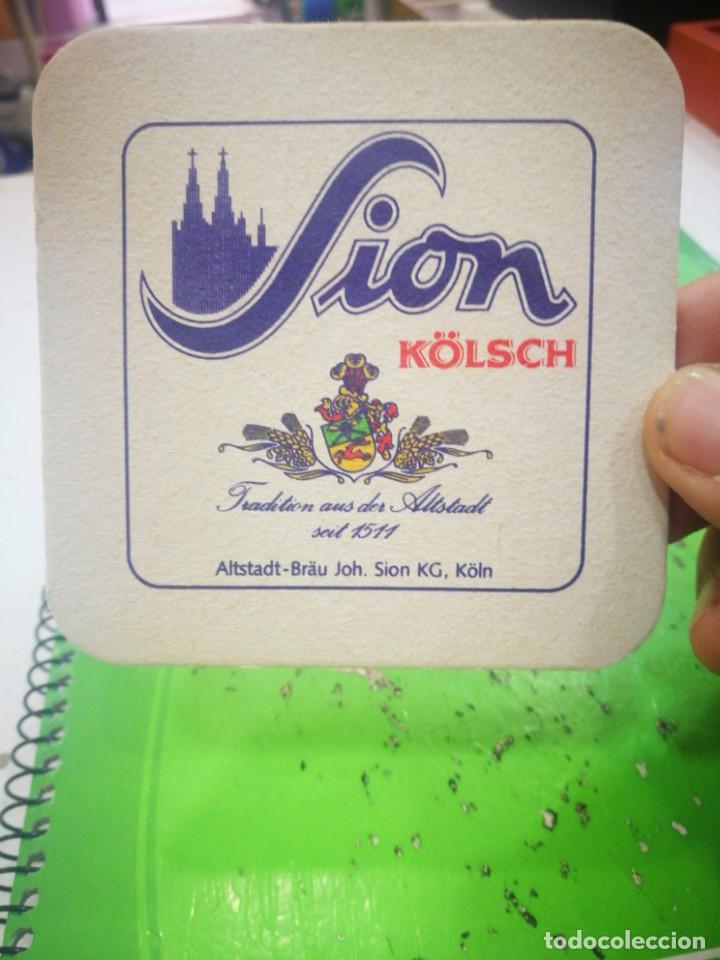 Sion
KÖLSCH
Tradition aus der Altstadt
seit 1511
Altstadt-Bräu Joh. Sion KG, Köln
todocoleccion